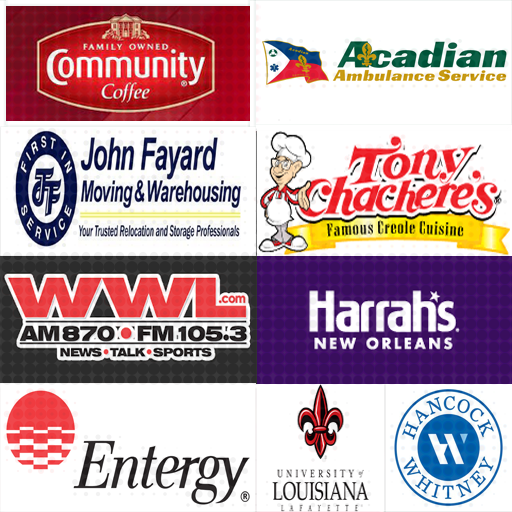 FAMILY OWNED
Community®
Coffee
Acadian
Acadian
Ambulance Service
FIRST IN
SERVICE
JF
John Fayard
Moving & Warehousing
Your Trusted Relocation and Storage Professionals
Tony
Chachere's®
Famous Creole Cuisine
WWL.com
AM870•FM105.3
NEWS•TALK•SPORTS
Harrah's
NEW ORLEANS
Entergy®
UNIVERSITY of
LOUISIANA
LAFAYETTE
HANCOCK
WHITNEY